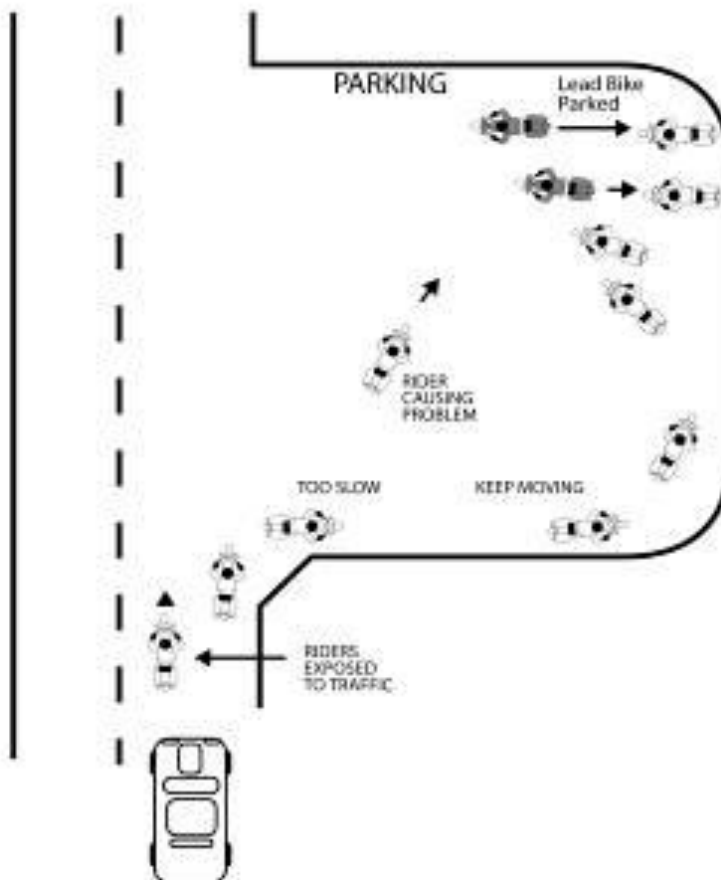 PARKING
Lead Bike
Parked
RIDER
CAUSING
PROBLEM
TOO SLOW
KEEP MOVING
RIDERS
EXPOSED
TO TRAFFIC